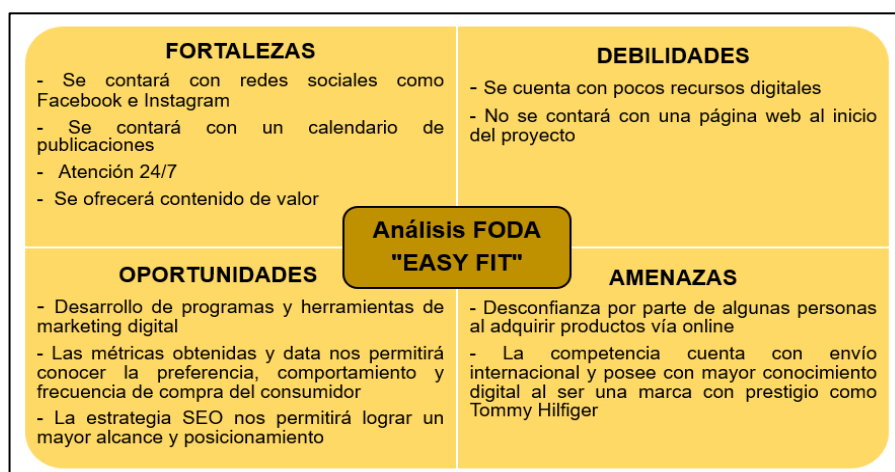 FORTALEZAS
- Se contará con redes sociales como
Facebook e Instagram
- Se contará con un calendario de
publicaciones
- Atención 24/7
- Se ofrecerá contenido de valor
DEBILIDADES
- Se cuenta con pocos recursos digitales
- No se contará con una página web al inicio
del proyecto
Análisis FODA
"EASY FIT"
OPORTUNIDADES
- Desarrollo de programas y herramientas de
marketing digital
- Las métricas obtenidas y data nos permitirá
conocer la preferencia, comportamiento y
frecuencia de compra del consumidor
- La estrategia SEO nos permitirá lograr un
mayor alcance y posicionamiento
AMENAZAS
- Desconfianza por parte de algunas personas
al adquirir productos vía online
- La competencia cuenta con envío
internacional y posee con mayor conocimiento
digital al ser una marca con prestigio como
Tommy Hilfiger